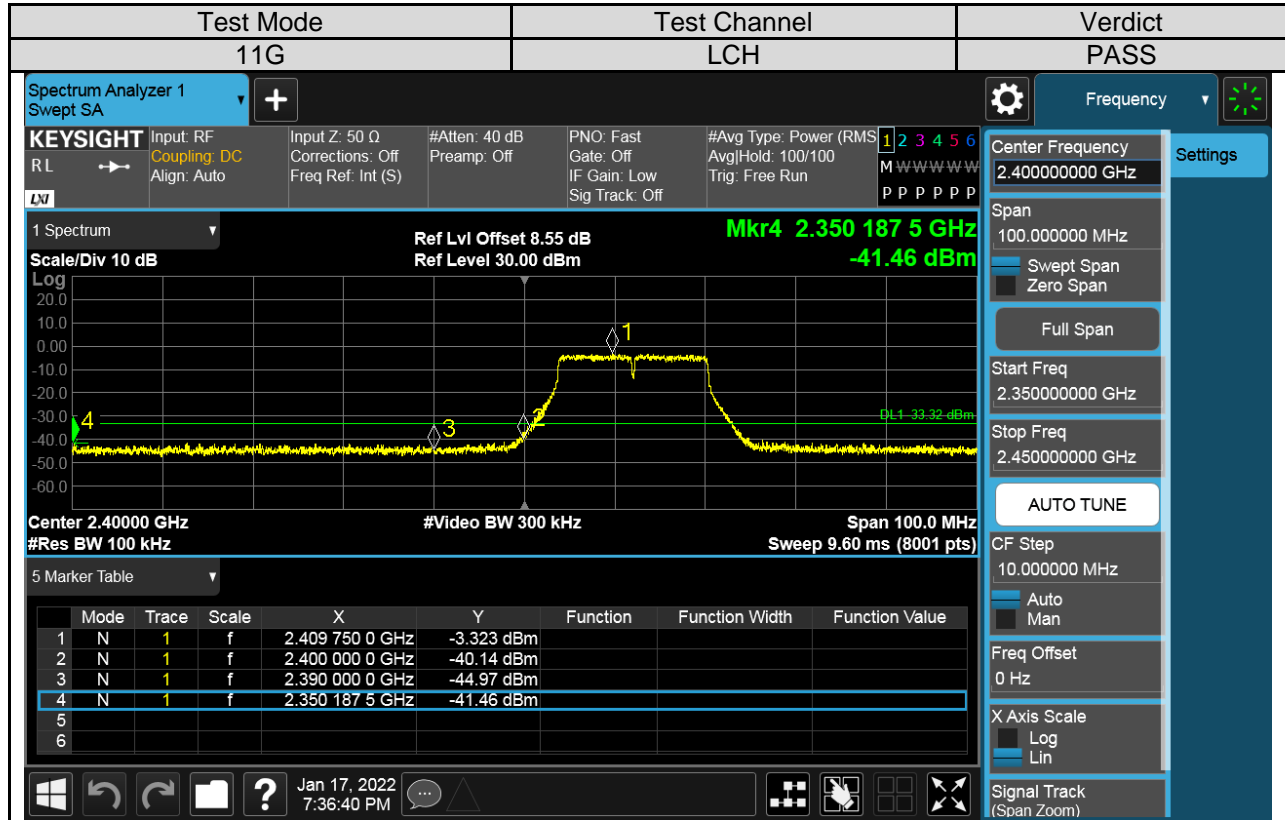 Test Mode Test Channel Verdict
11G LCH PASS
Spectrum Analyzer 1
Swept SA
+
Frequency
KEYSIGHT Input: RF Input Z: 50 Ω #Atten: 40 dB PNO: Fast #Avg Type: Power (RMS 1 2 3 4 5 6
RL Coupling: DC Corrections: Off Preamp: Off Gate: Off Avg|Hold: 100/100 M W W W W W
Align: Auto Freq Ref: Int (S) IF Gain: Low Trig: Free Run
LXI Sig Track: Off P P P P P P
Center Frequency
2.400000000 GHz
Settings
1 Spectrum Ref Lvl Offset 8.55 dB Mkr4 2.350 187 5 GHz
Scale/Div 10 dB Ref Level 30.00 dBm -41.46 dBm
Span
100.000000 MHz
Swept Span
Zero Span
Log
20.0
10.0
0.00
-10.0
-20.0
-30.0
-40.0
-50.0
-60.0
1
2
3
4
DL1 -33.32 dBm
Full Span
Start Freq
2.350000000 GHz
Stop Freq
2.450000000 GHz
AUTO TUNE
Center 2.40000 GHz #Video BW 300 kHz Span 100.0 MHz
#Res BW 100 kHz Sweep 9.60 ms (8001 pts)
CF Step
10.000000 MHz
Auto
Man
5 Marker Table
Mode Trace Scale X Y Function Function Width Function Value
1 N 1 f 2.409 750 0 GHz -3.323 dBm
2 N 1 f 2.400 000 0 GHz -40.14 dBm
3 N 1 f 2.390 000 0 GHz -44.97 dBm
4 N 1 f 2.350 187 5 GHz -41.46 dBm
5
6
Freq Offset
0 Hz
X Axis Scale
Log
Lin
Signal Track
(Span Zoom)
? Jan 17, 2022
7:36:40 PM